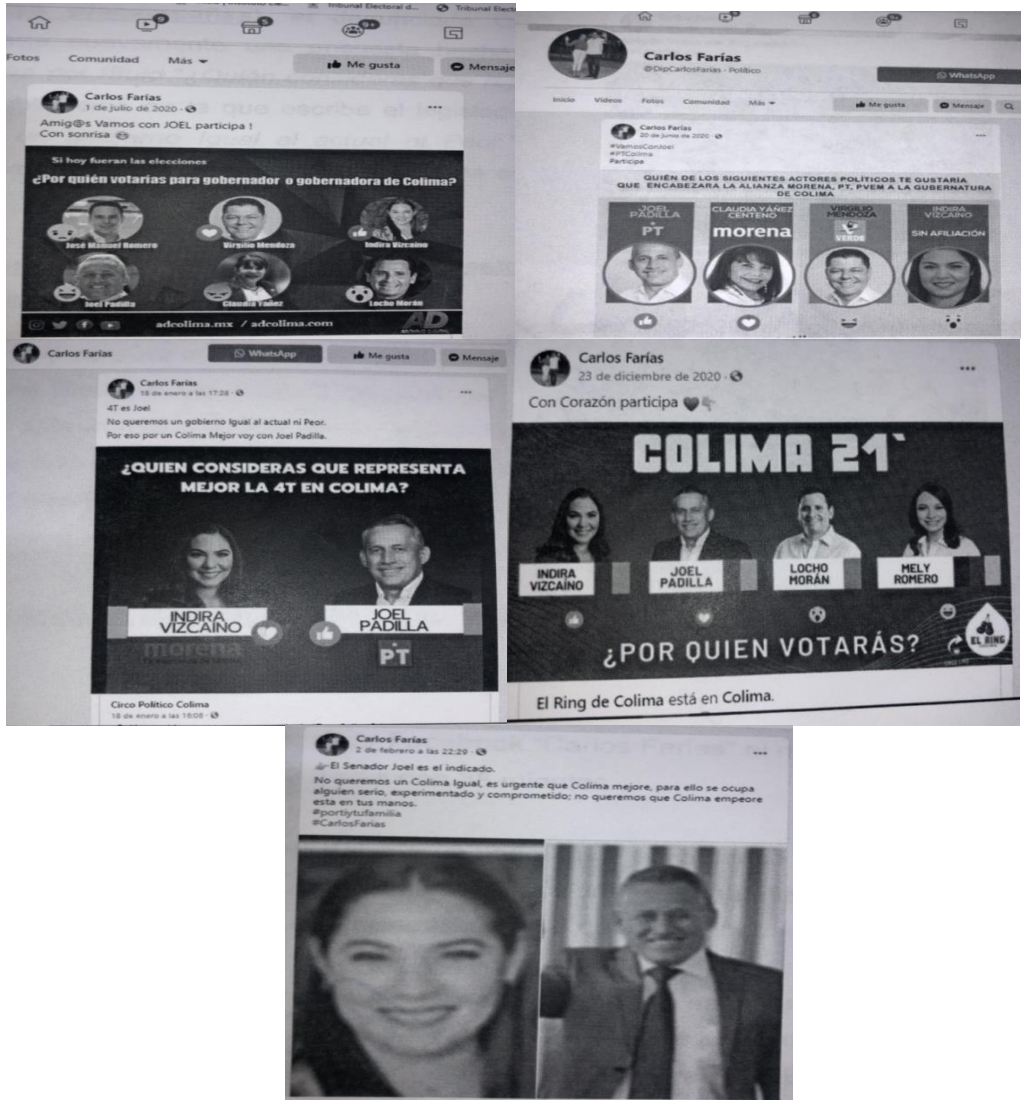 Tribunal Electoral d...
Tribunal Elect
Fotos Comunidad Más
Me gusta
Mensaje
Carlos Farías
1 de julio de 2020 ·
Amig@s Vamos con JOEL participa !
Con sonrisa
Si hoy fueran las elecciones
¿Por quién votarías para gobernador o gobernadora de Colima?
José Manuel Romero
Virgilio Mendoza
Indira Vizcaíno
Joel Padilla
Claudia Yáñez
Locho Morán
adcolima.mx / adcolima.com
AD
Carlos Farías
@DipCarlosFarias · Político
WhatsApp
Inicio Videos Fotos Comunidad Más
Me gusta
Mensaje
Carlos Farías
20 de junio de 2020 ·
#VamosConJoel
#PTColima
Participa
QUIÉN DE LOS SIGUIENTES ACTORES POLÍTICOS TE GUSTARÍA
QUE ENCABEZARA LA ALIANZA MORENA, PT, PVEM A LA GUBERNATURA
DE COLIMA
JOEL
PADILLA
PT
CLAUDIA YÁÑEZ
CENTENO
morena
VIRGILIO
MENDOZA
VERDE
INDIRA
VIZCAINO
SIN AFILIACIÓN
Carlos Farías
WhatsApp
Me gusta
Mensaje
Carlos Farías
18 de enero a las 17:28 ·
4T es Joel
No queremos un gobierno Igual al actual ni Peor.
Por eso por un Colima Mejor voy con Joel Padilla.
¿QUIEN CONSIDERAS QUE REPRESENTA
MEJOR LA 4T EN COLIMA?
INDIRA
VIZCAÍNO
morena
JOEL
PADILLA
PT
Circo Político Colima
18 de enero a las 16:08 ·
Carlos Farías
23 de diciembre de 2020 ·
Con Corazón participa
COLIMA 21`
INDIRA
VIZCAÍNO
JOEL
PADILLA
LOCHO
MORÁN
MELY
ROMERO
¿POR QUIEN VOTARÁS?
EL RING
El Ring de Colima está en Colima.
Carlos Farías
2 de febrero a las 22:29 ·
El Senador Joel es el indicado.
No queremos un Colima Igual, es urgente que Colima mejore, para ello se ocupa
alguien serio, experimentado y comprometido; no queremos que Colima empeore
esta en tus manos.
#portiytufamilia
#CarlosFarias